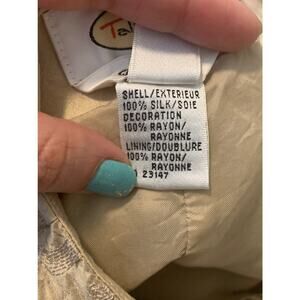 SHELL/EXTERIEUR
100% SILK/SOIE
DECORATION
100% RAYON/
RAYONNE
LINING/DOUBLURE
100% RAYON/
RAYONNE
23147